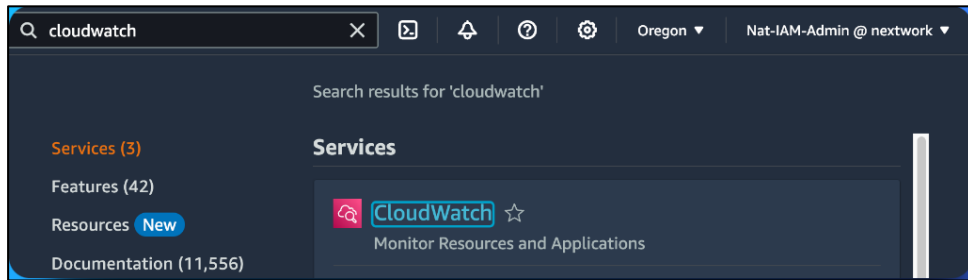 cloudwatch
Oregon ▼
Nat-IAM-Admin @ nextwork ▼
Search results for 'cloudwatch'
Services (3)
Features (42)
Resources New
Documentation (11,556)
Services
CloudWatch
Monitor Resources and Applications